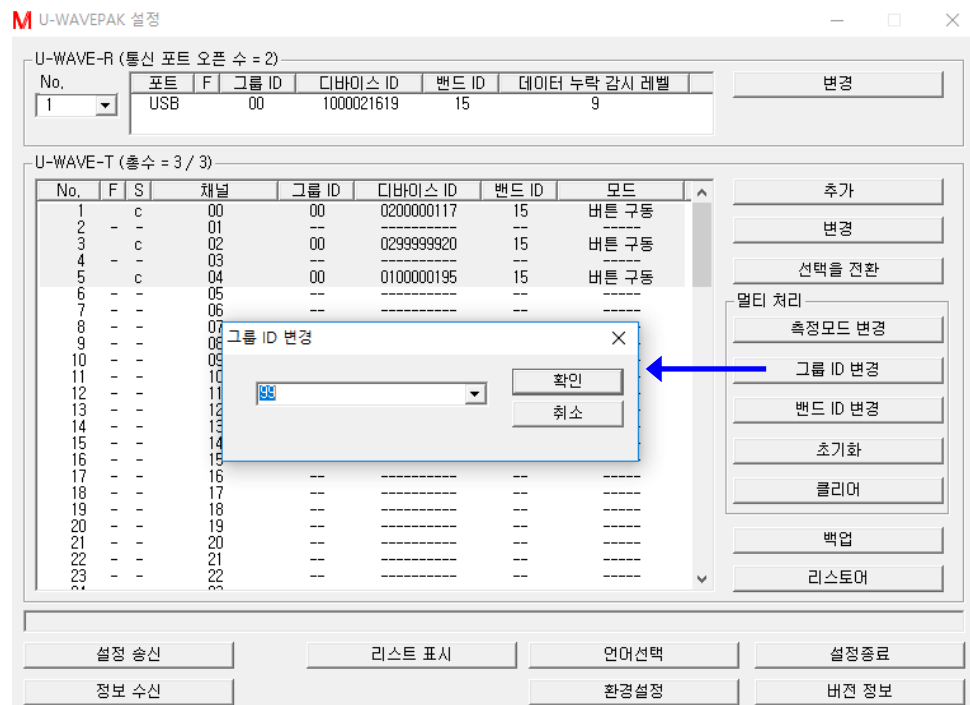 M U-WAVEPAK 설정
U-WAVE-R (통신 포트 오픈 수 = 2)
No. 포트 F 그룹 ID 디바이스 ID 밴드 ID 데이터 누락 감시 레벨 변경
1 USB 00 1000021619 15 9
U-WAVE-T (총수 = 3 / 3)
No. F S 채널 그룹 ID 디바이스 ID 밴드 ID 모드 추가
1 c 00 00 0200000117 15 버튼 구동
2 - - 01 -- ---------- -- ----- 변경
3 c 02 00 0299999920 15 버튼 구동
4 - - 03 -- ---------- -- -----
5 c 04 00 0100000195 15 버튼 구동 선택을 전환
6 - - 05 -- ---------- -- -----
7 - - 06 -- ---------- -- ----- 멀티 처리
8 - - 07 측정모드 변경
그룹 ID 변경
9 - - 08
10 - - 09 그룹 ID 변경
11 - - 10 확인
12 - - 11 99 밴드 ID 변경
13 - - 12 취소
14 - - 13
15 - - 14 초기화
16 - - 15
17 - - 16 -- ---------- -- -----
18 - - 17 -- ---------- -- ----- 클리어
19 - - 18 -- ---------- -- -----
20 - - 19 -- ---------- -- -----
21 - - 20 -- ---------- -- ----- 백업
22 - - 21 -- ---------- -- -----
23 - - 22 -- ---------- -- ----- 리스토어
설정 송신 리스트 표시 언어선택 설정종료
정보 수신 환경설정 버전 정보